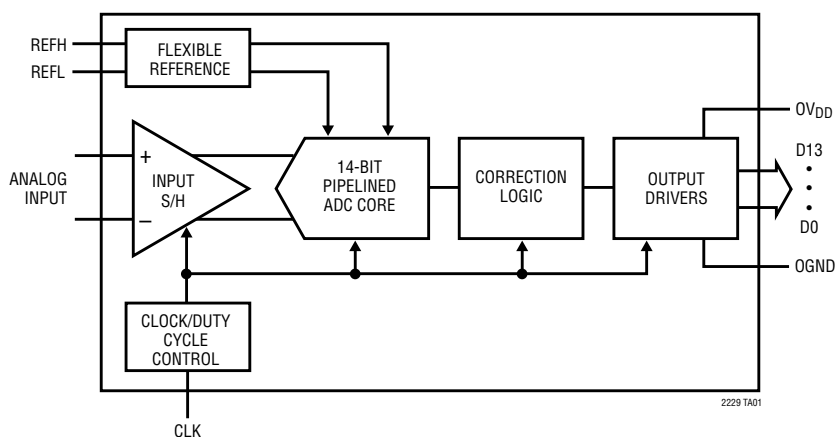 REFH
REFL
FLEXIBLE
REFERENCE
OVDD
D13
•
•
•
D0
OGND
ANALOG
INPUT
+
INPUT
S/H
–
14-BIT
PIPELINED
ADC CORE
CORRECTION
LOGIC
OUTPUT
DRIVERS
CLOCK/DUTY
CYCLE
CONTROL
CLK
2229 TA01